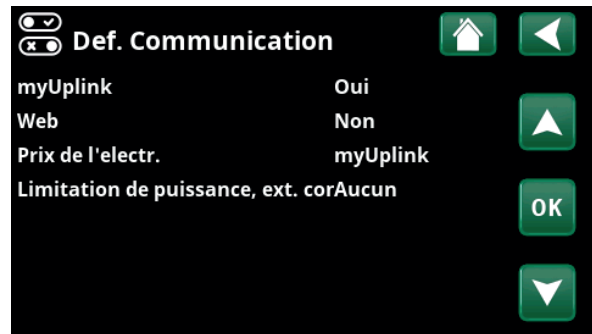 Def. Communication
myUplink Oui
Web Non
Prix de l'electr. myUplink
Limitation de puissance, ext. corAucun
OK